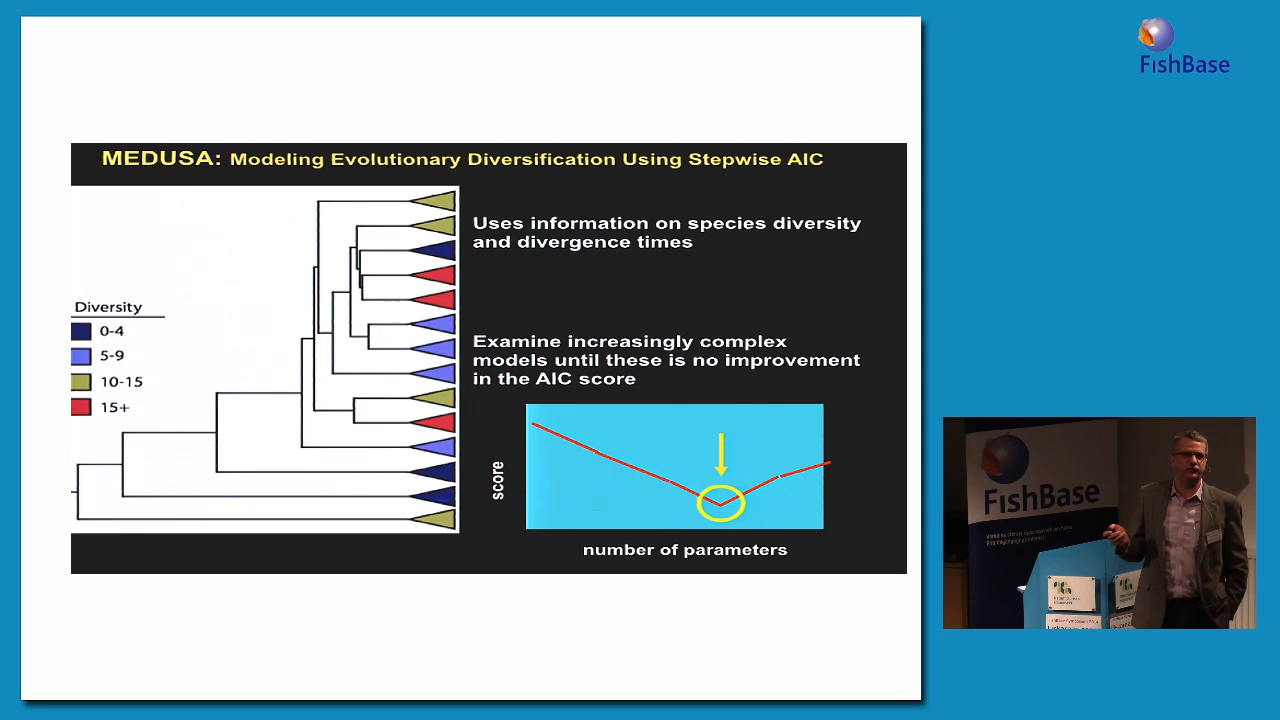 FishBase
MEDUSA: Modeling Evolutionary Diversification Using Stepwise AIC
Uses information on species diversity
and divergence times
Diversity
0-4
5-9
10-15
15+
Examine increasingly complex
models until these is no improvement
in the AIC score
score
number of parameters
FishBase